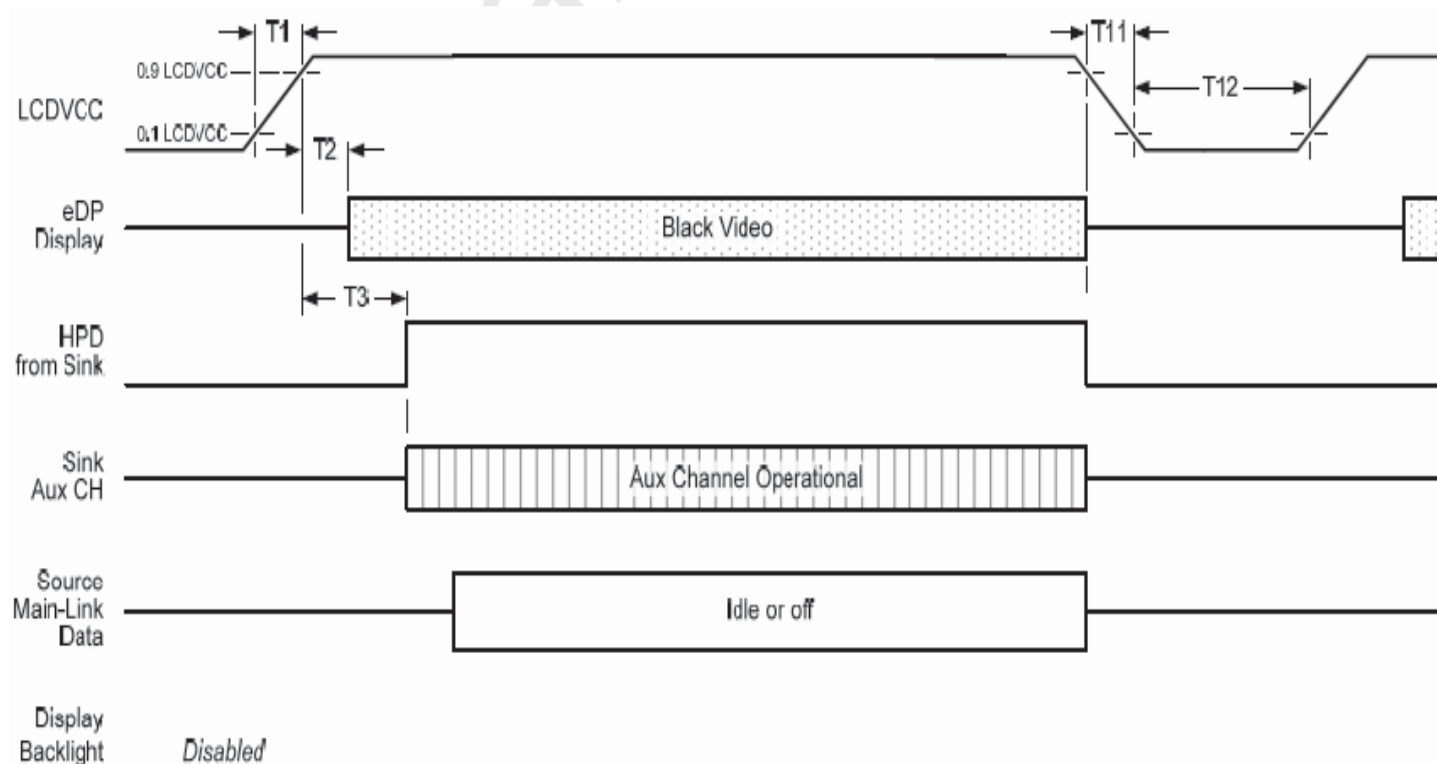 T1
T11
0.9 LCDVCC
T12
LCDVCC
0.1 LCDVCC
T2
eDP
Display
Black Video
T3
HPD
from Sink
Sink
Aux CH
Aux Channel Operational
Source
Main-Link
Data
Idle or off
Display
Backlight
Disabled